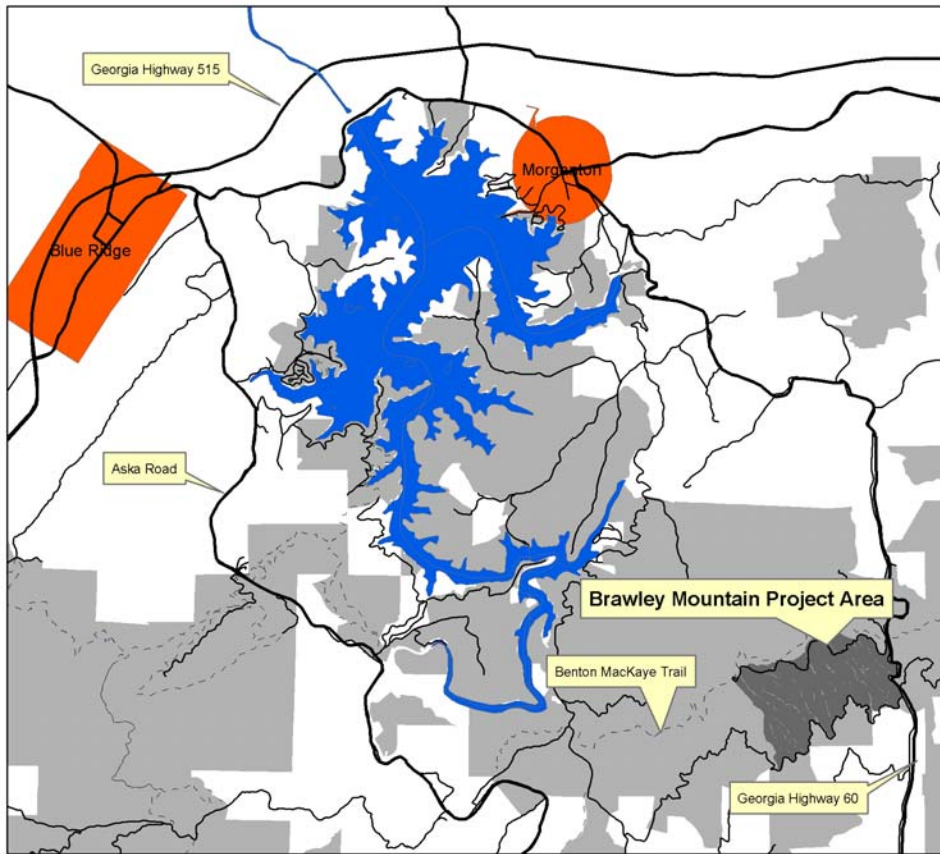 Georgia Highway 515
Morganton
Blue Ridge
Aska Road
Brawley Mountain Project Area
Benton MacKaye Trail
Georgia Highway 60